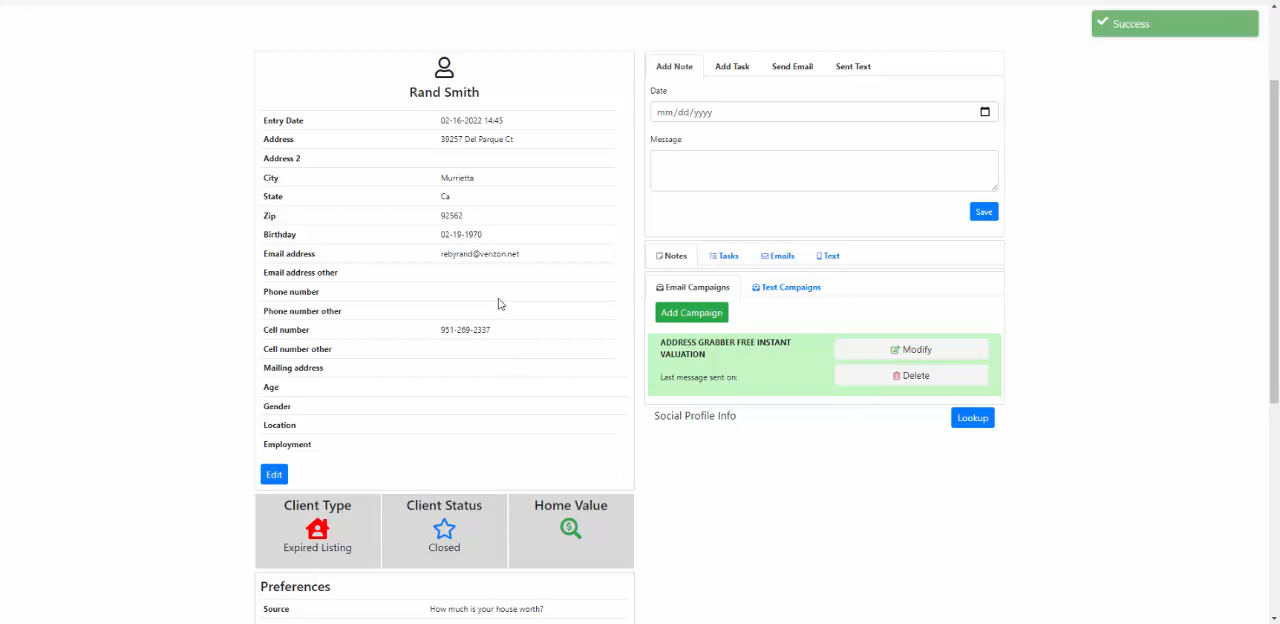 Success
Rand Smith
Entry Date 02-16-2022 14:45
Address 39257 Del Parque Ct
Address 2
City Murrietta
State Ca
Zip 92562
Birthday 02-19-1970
Email address rebyrand@verizon.net
Email address other
Phone number
Phone number other
Cell number 951-269-2337
Cell number other
Mailing address
Age
Gender
Location
Employment
Edit
Client Type
Expired Listing
Client Status
Closed
Home Value
Preferences
Source How much is your house worth?
Add Note Add Task Send Email Sent Text
Date
mm/dd/yyyy
Message
Save
Notes Tasks Emails Text
Email Campaigns Text Campaigns
Add Campaign
ADDRESS GRABBER FREE INSTANT
VALUATION
Last message sent on:
Modify
Delete
Social Profile Info
Lookup